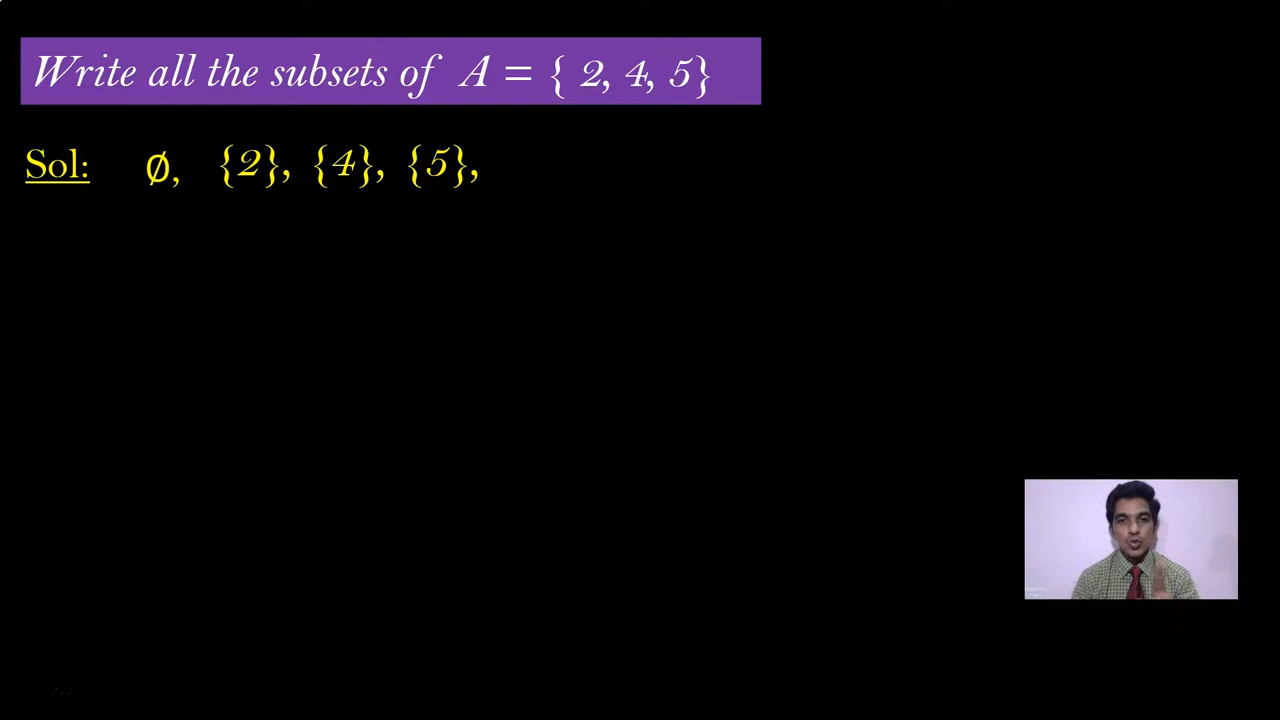 Write all the subsets of A = { 2, 4, 5}
Sol: ∅, {2}, {4}, {5},